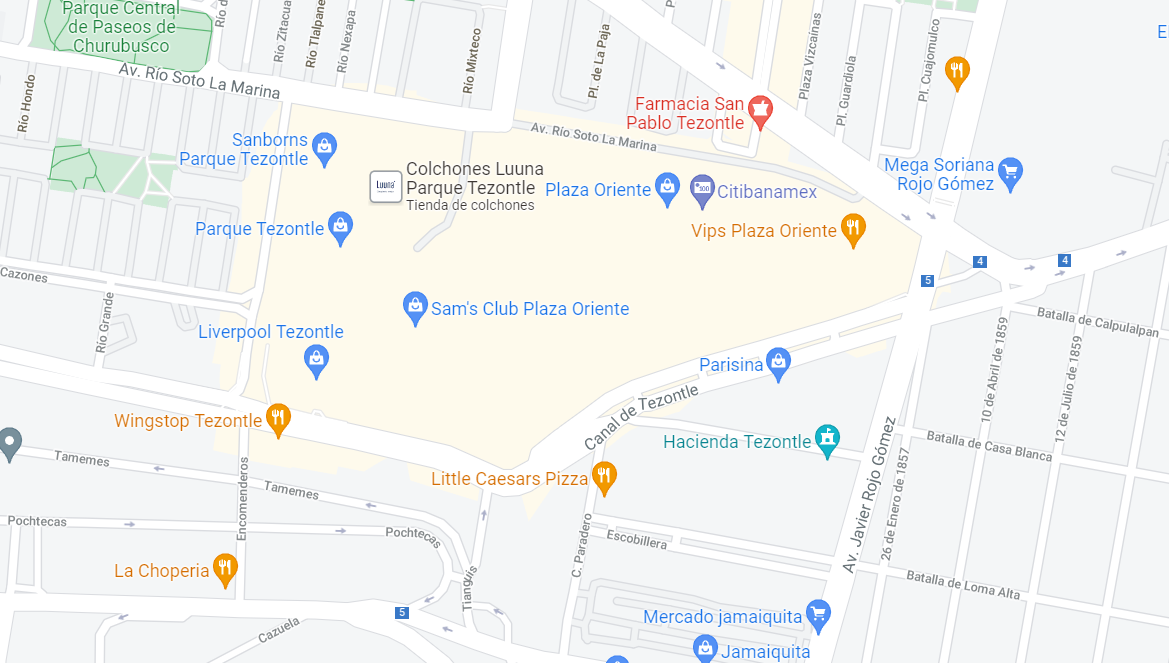 Parque Central
de Paseos de
Churubusco
Río Zitacua
Río Tlalpane
Río Nexapa
Río Mixteco
Pl. de La Paja
Plaza Vizcaínas
Pl. Guardiola
Pl. Cuajomulco
Río Hondo
Av. Río Soto La Marina
Farmacia San
Pablo Tezontle
Av. Río Soto La Marina
Sanborns
Parque Tezontle
Colchones Luuna
Parque Tezontle
Tienda de colchones
Luuna
Plaza Oriente
Citibanamex
Mega Soriana
Rojo Gómez
Parque Tezontle
Vips Plaza Oriente
4
4
5
Cazones
Río Grande
Sam's Club Plaza Oriente
Liverpool Tezontle
Batalla de Calpulalpan
10 de Abril de 1859
12 de Julio de 1859
Parisina
Canal de Tezontle
Wingstop Tezontle
Hacienda Tezontle
Av. Javier Rojo Gómez
Batalla de Casa Blanca
Tamemes
Tamemes
Little Caesars Pizza
26 de Enero de 1857
Encomenderos
Pochtecas
Pochtecas
C. Paradero
Escobillera
La Choperia
Tianguis
Batalla de Loma Alta
5
Cazuela
Mercado jamaiquita
Jamaiquita